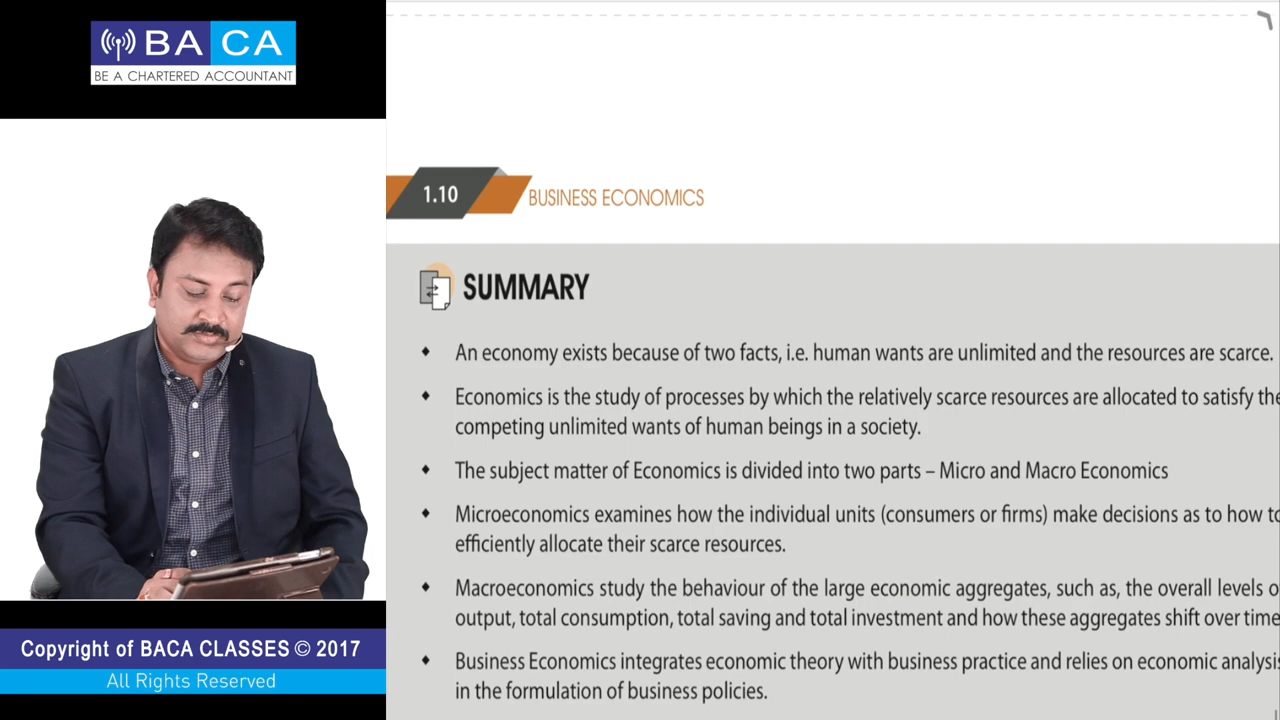 BA CA
BE A CHARTERED ACCOUNTANT
1.10
BUSINESS ECONOMICS
SUMMARY
An economy exists because of two facts, i.e. human wants are unlimited and the resources are scarce.
Economics is the study of processes by which the relatively scarce resources are allocated to satisfy the
competing unlimited wants of human beings in a society.
The subject matter of Economics is divided into two parts – Micro and Macro Economics
Microeconomics examines how the individual units (consumers or firms) make decisions as to how to
efficiently allocate their scarce resources.
Macroeconomics study the behaviour of the large economic aggregates, such as, the overall levels o
output, total consumption, total saving and total investment and how these aggregates shift over time
Business Economics integrates economic theory with business practice and relies on economic analysis
in the formulation of business policies.
Copyright of BACA CLASSES © 2017
All Rights Reserved